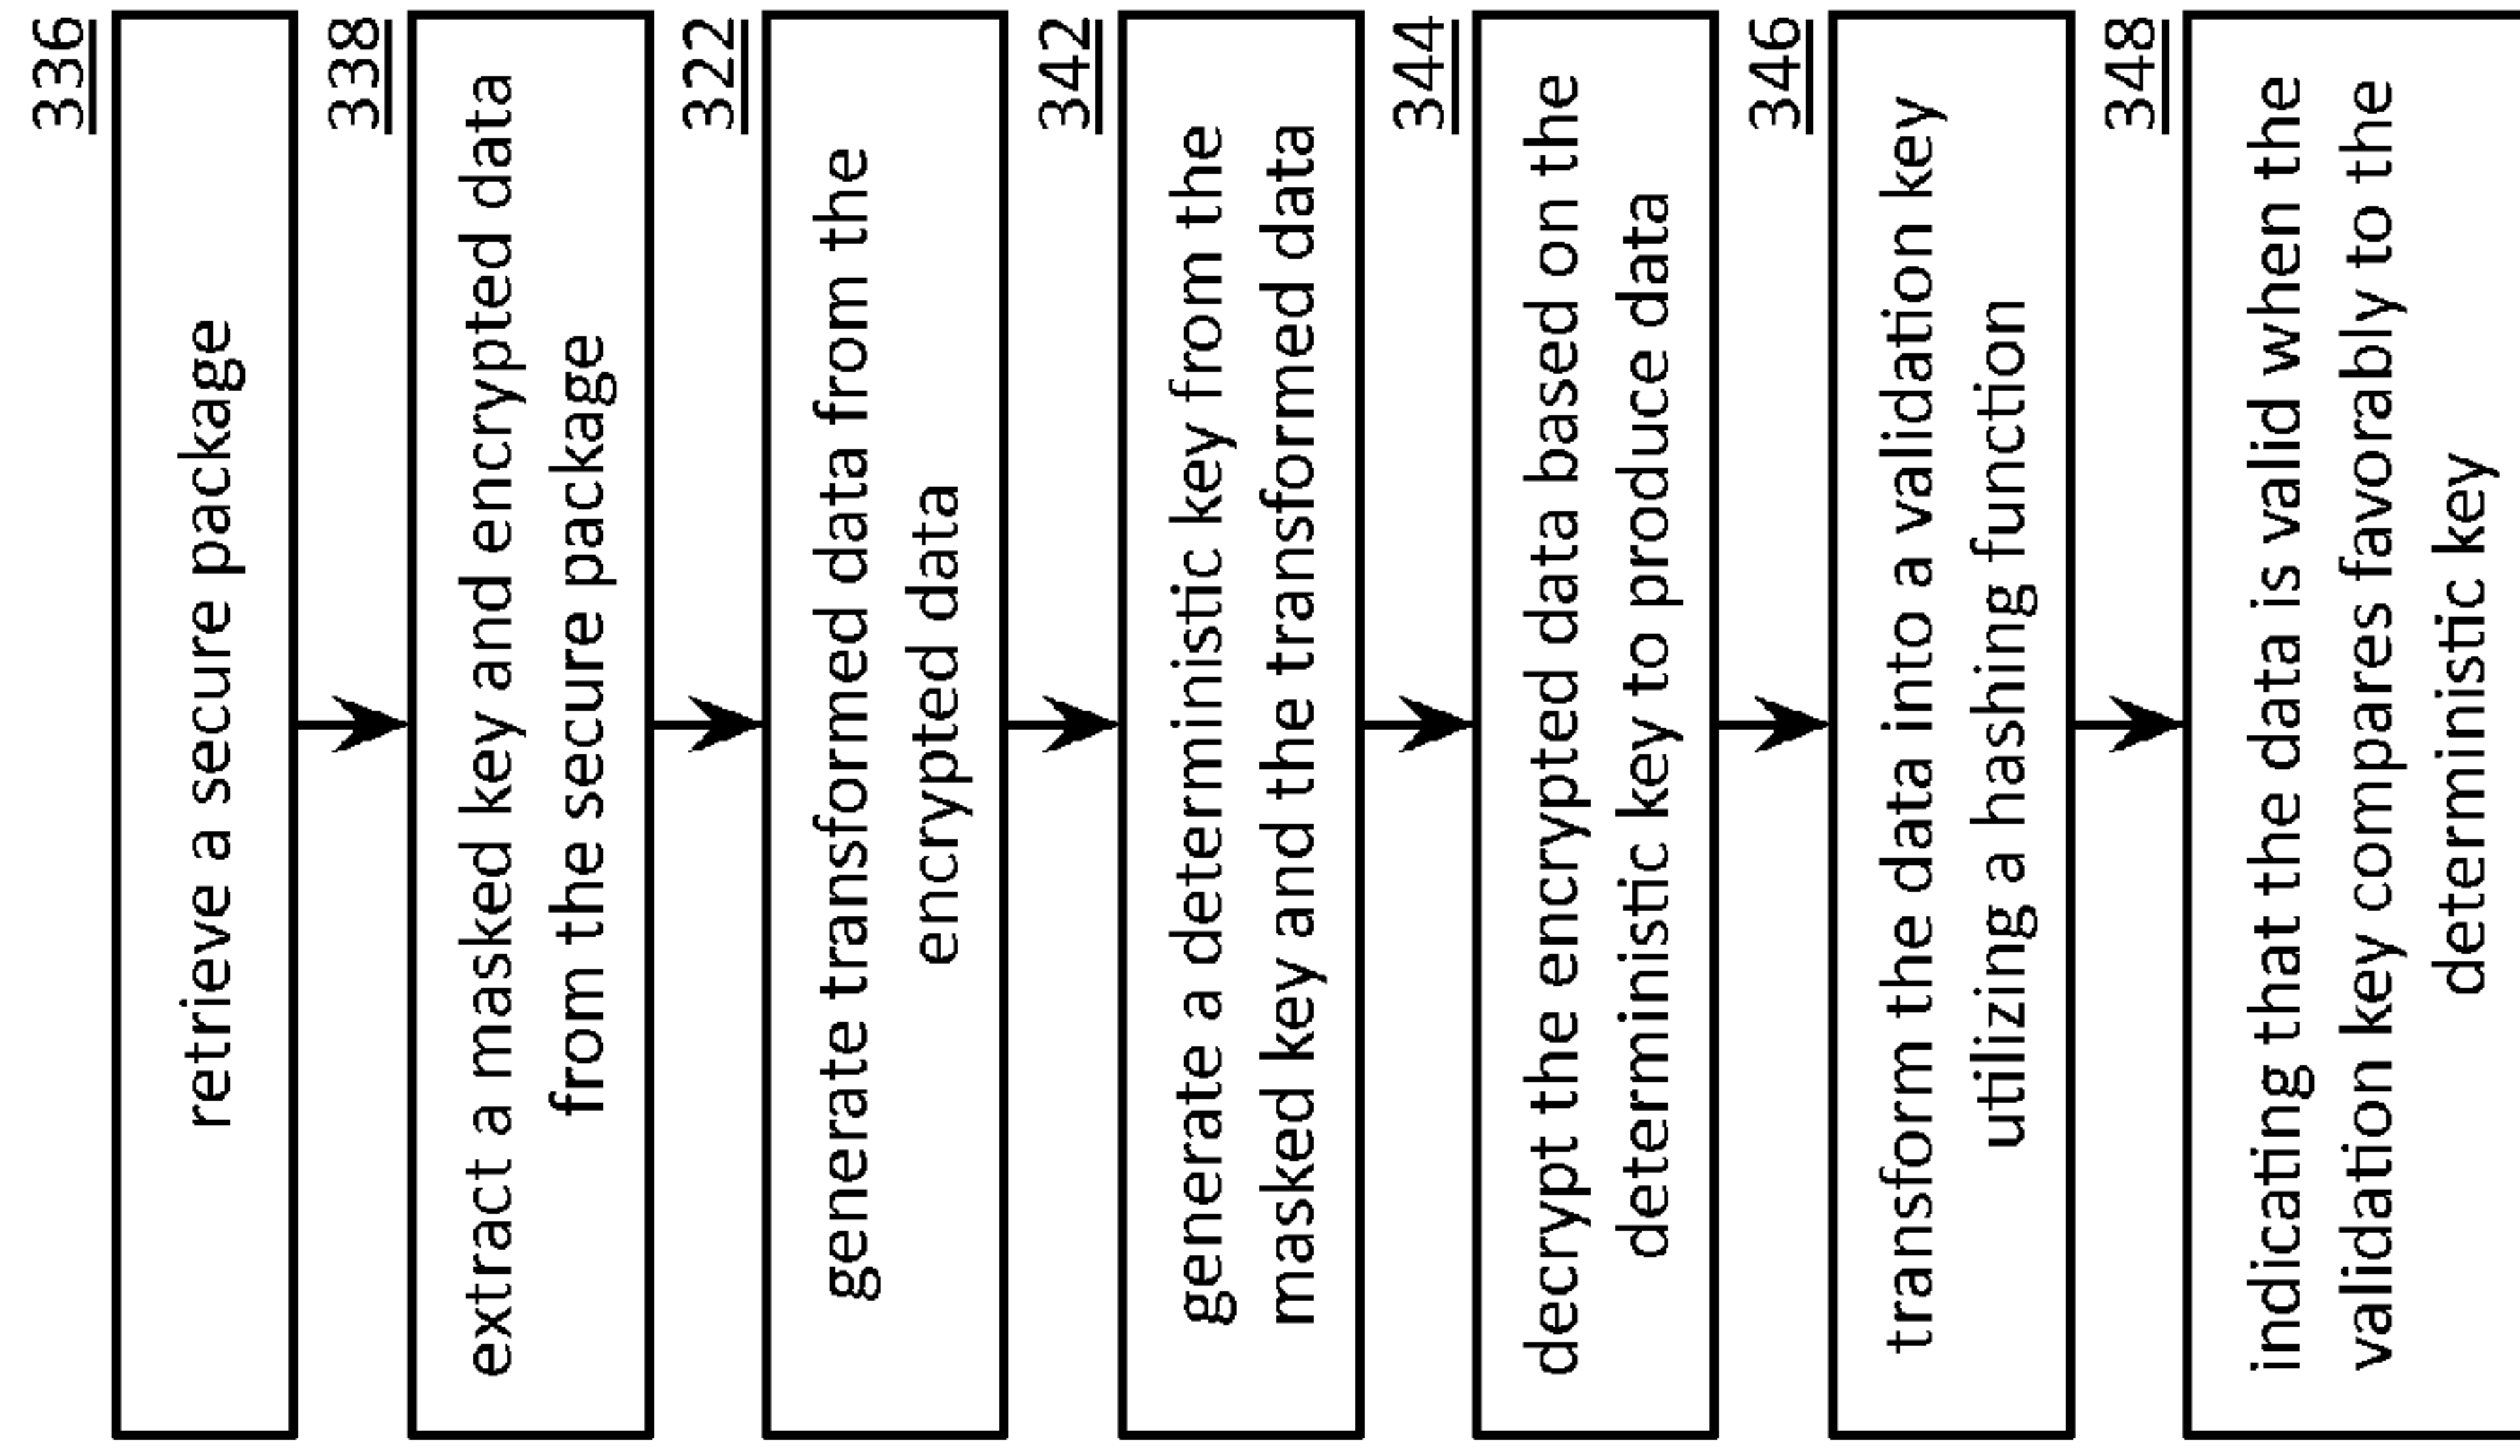 336
retrieve a secure package
338
extract a masked key and encrypted data
from the secure package
322
generate transformed data from the
encrypted data
342
generate a deterministic key from the
masked key and the transformed data
344
decrypt the encrypted data based on the
deterministic key to produce data
346
transform the data into a validation key
utilizing a hashing function
348
indicating that the data is valid when the
validation key compares favorably to the
deterministic key